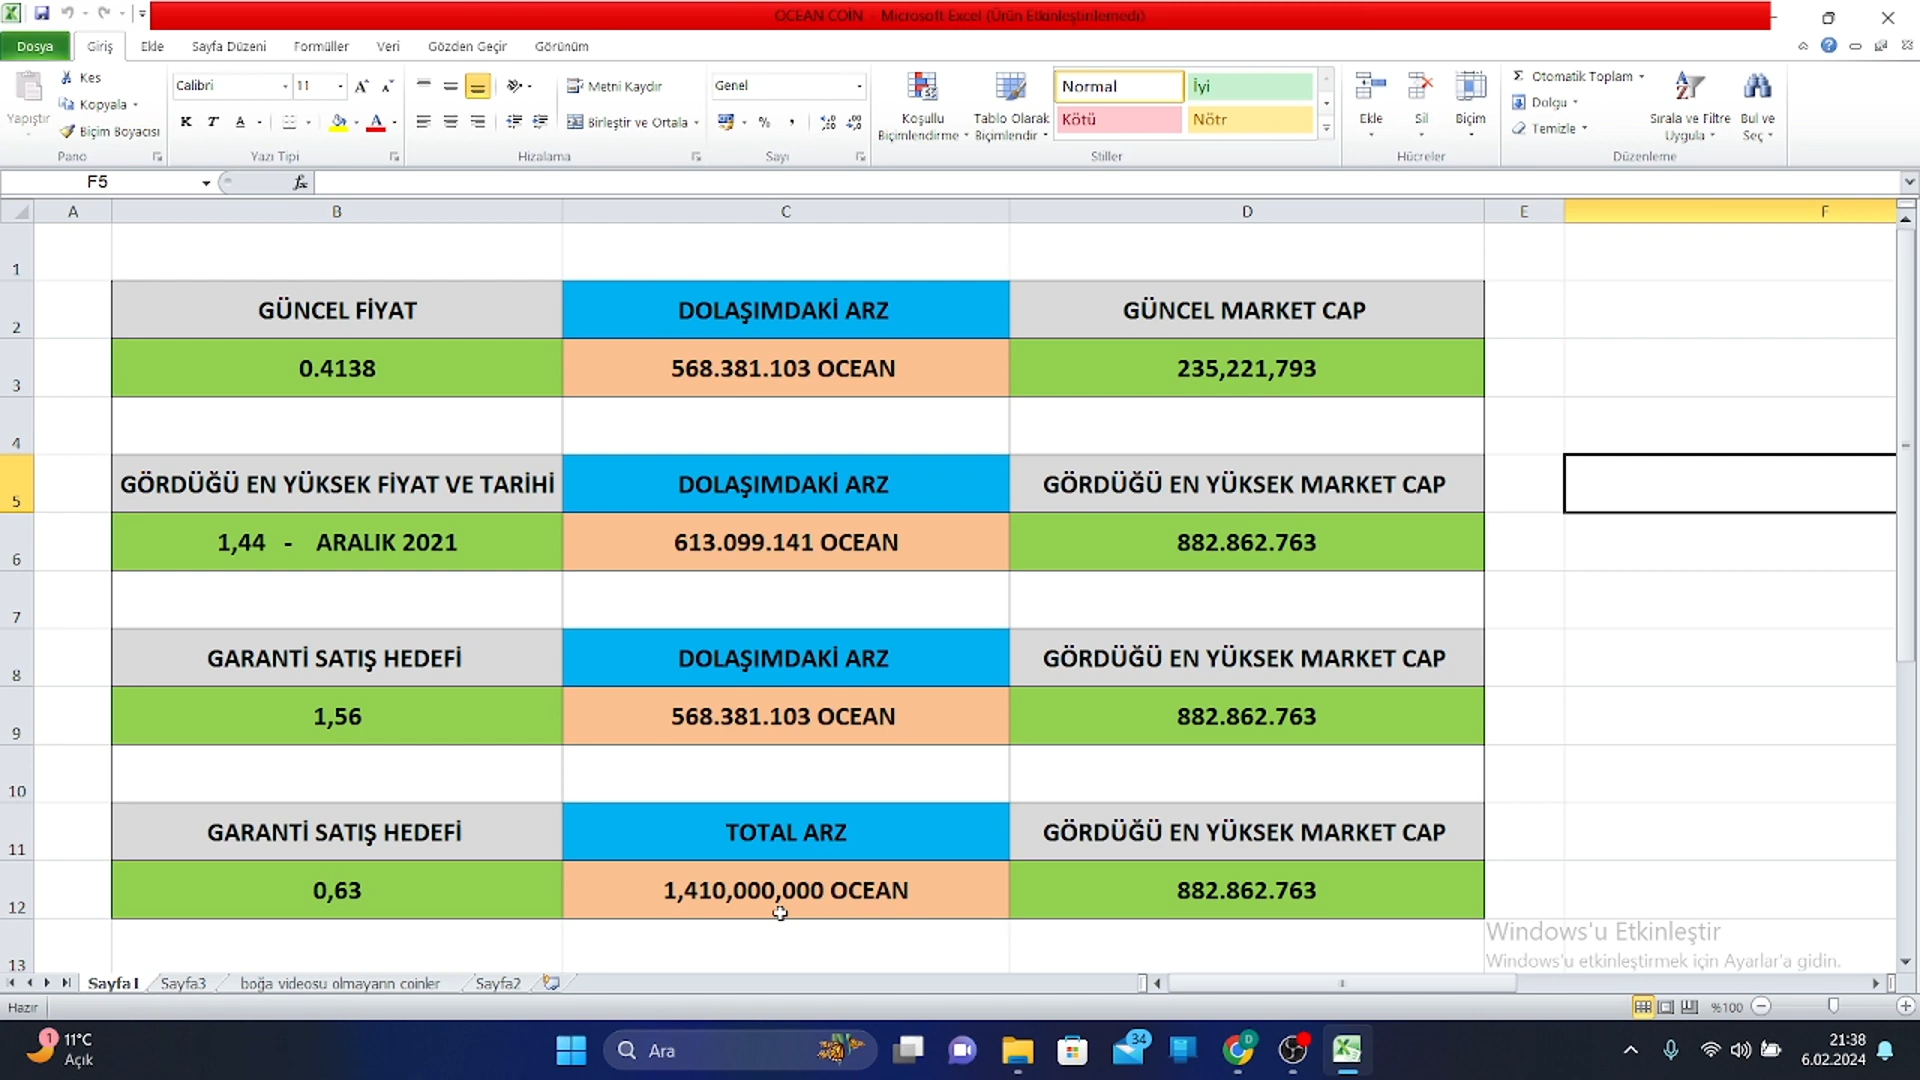 OCEAN COİN - Microsoft Excel (Ürün Etkinleştirilemedi)
Dosya Giriş Ekle Sayfa Düzeni Formüller Veri Gözden Geçir Görünüm
Yapıştır
Kes
Kopyala
Biçim Boyacısı
Pano
Calibri 11
K T A
Yazı Tipi
Metni Kaydır
Birleştir ve Ortala
Hizalama
Genel
Sayı
Koşullu Biçimlendirme
Tablo Olarak Biçimlendir
Normal İyi
Kötü Nötr
Stiller
Ekle Sil Biçim
Hücreler
Σ Otomatik Toplam
Dolgu
Temizle
Sırala ve Filtre Uygula
Bul ve Seç
Düzenleme
F5 fx
A B C D E F
1
2 GÜNCEL FİYAT DOLAŞIMDAKİ ARZ GÜNCEL MARKET CAP
3 0.4138 568.381.103 OCEAN 235,221,793
4
5 GÖRDÜĞÜ EN YÜKSEK FİYAT VE TARİHİ DOLAŞIMDAKİ ARZ GÖRDÜĞÜ EN YÜKSEK MARKET CAP
6 1,44 - ARALIK 2021 613.099.141 OCEAN 882.862.763
7
8 GARANTİ SATIŞ HEDEFİ DOLAŞIMDAKİ ARZ GÖRDÜĞÜ EN YÜKSEK MARKET CAP
9 1,56 568.381.103 OCEAN 882.862.763
10
11 GARANTİ SATIŞ HEDEFİ TOTAL ARZ GÖRDÜĞÜ EN YÜKSEK MARKET CAP
12 0,63 1,410,000,000 OCEAN 882.862.763
13
Windows'u Etkinleştir
Windows'u etkinleştirmek için Ayarlar'a gidin.
Sayfa1 Sayfa3 boğa videosu olmayann coinler Sayfa2
Hazır %100
1 11°C
Açık
Ara
34
D
21:38
6.02.2024